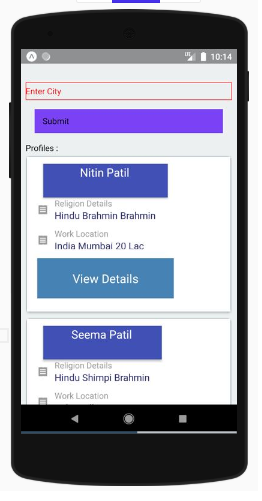 10:14
Enter City
Submit
Profiles :
Nitin Patil
Religion Details
Hindu Brahmin Brahmin
Work Location
India Mumbai 20 Lac
View Details
Seema Patil
Religion Details
Hindu Shimpi Brahmin
Work Location